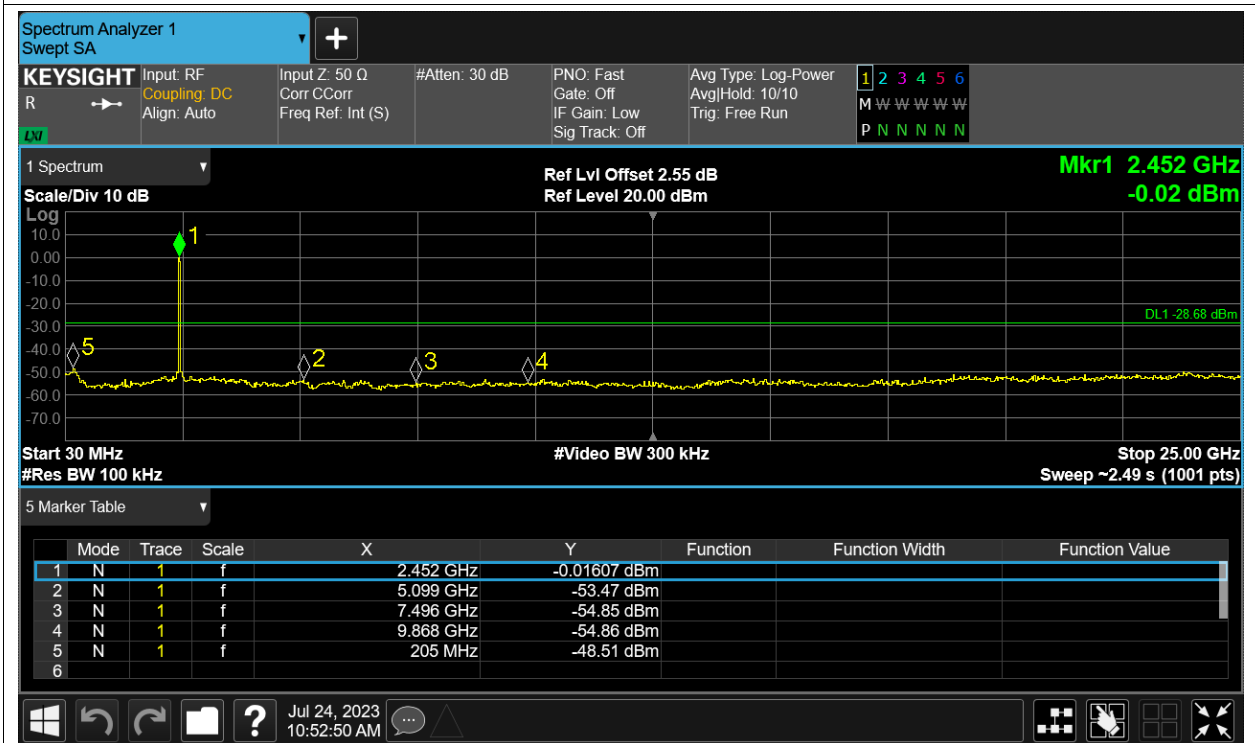 Spectrum Analyzer 1
Swept SA
+
KEYSIGHT Input: RF Input Z: 50 Ω #Atten: 30 dB PNO: Fast Avg Type: Log-Power 1 2 3 4 5 6
R Coupling: DC Corr CCorr Gate: Off Avg|Hold: 10/10 M W W W W W
Align: Auto Freq Ref: Int (S) IF Gain: Low Trig: Free Run
LXI Sig Track: Off P N N N N N
1 Spectrum Ref Lvl Offset 2.55 dB Mkr1 2.452 GHz
Scale/Div 10 dB Ref Level 20.00 dBm -0.02 dBm
Log
10.0 1
0.00
-10.0
-20.0
DL1 -28.68 dBm
-30.0
-40.0 5 2 3 4
-50.0
-60.0
-70.0
Start 30 MHz #Video BW 300 kHz Stop 25.00 GHz
#Res BW 100 kHz Sweep ~2.49 s (1001 pts)
5 Marker Table
Mode Trace Scale X Y Function Function Width Function Value
1 N 1 f 2.452 GHz -0.01607 dBm
2 N 1 f 5.099 GHz -53.47 dBm
3 N 1 f 7.496 GHz -54.85 dBm
4 N 1 f 9.868 GHz -54.86 dBm
5 N 1 f 205 MHz -48.51 dBm
6
? Jul 24, 2023
10:52:50 AM